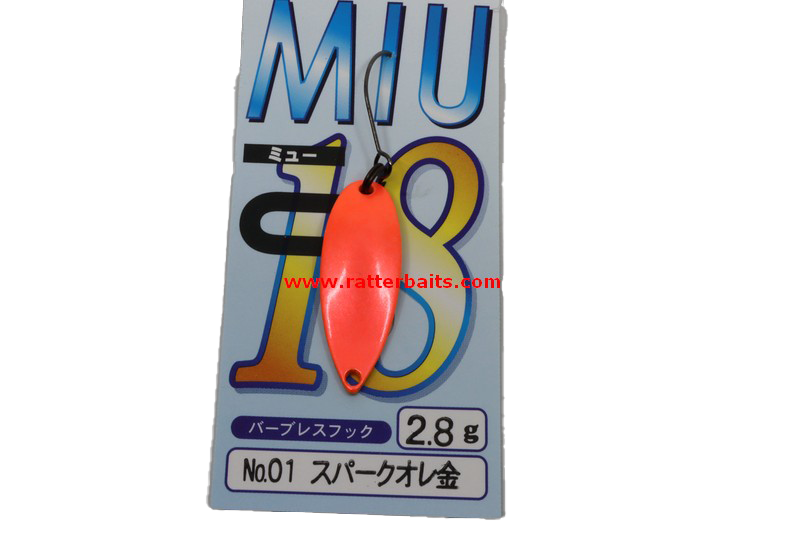 MIU
ミュー
18
www.ratterbaits.com
バーブレスフック
2.8g
No.01 スパークオレ金